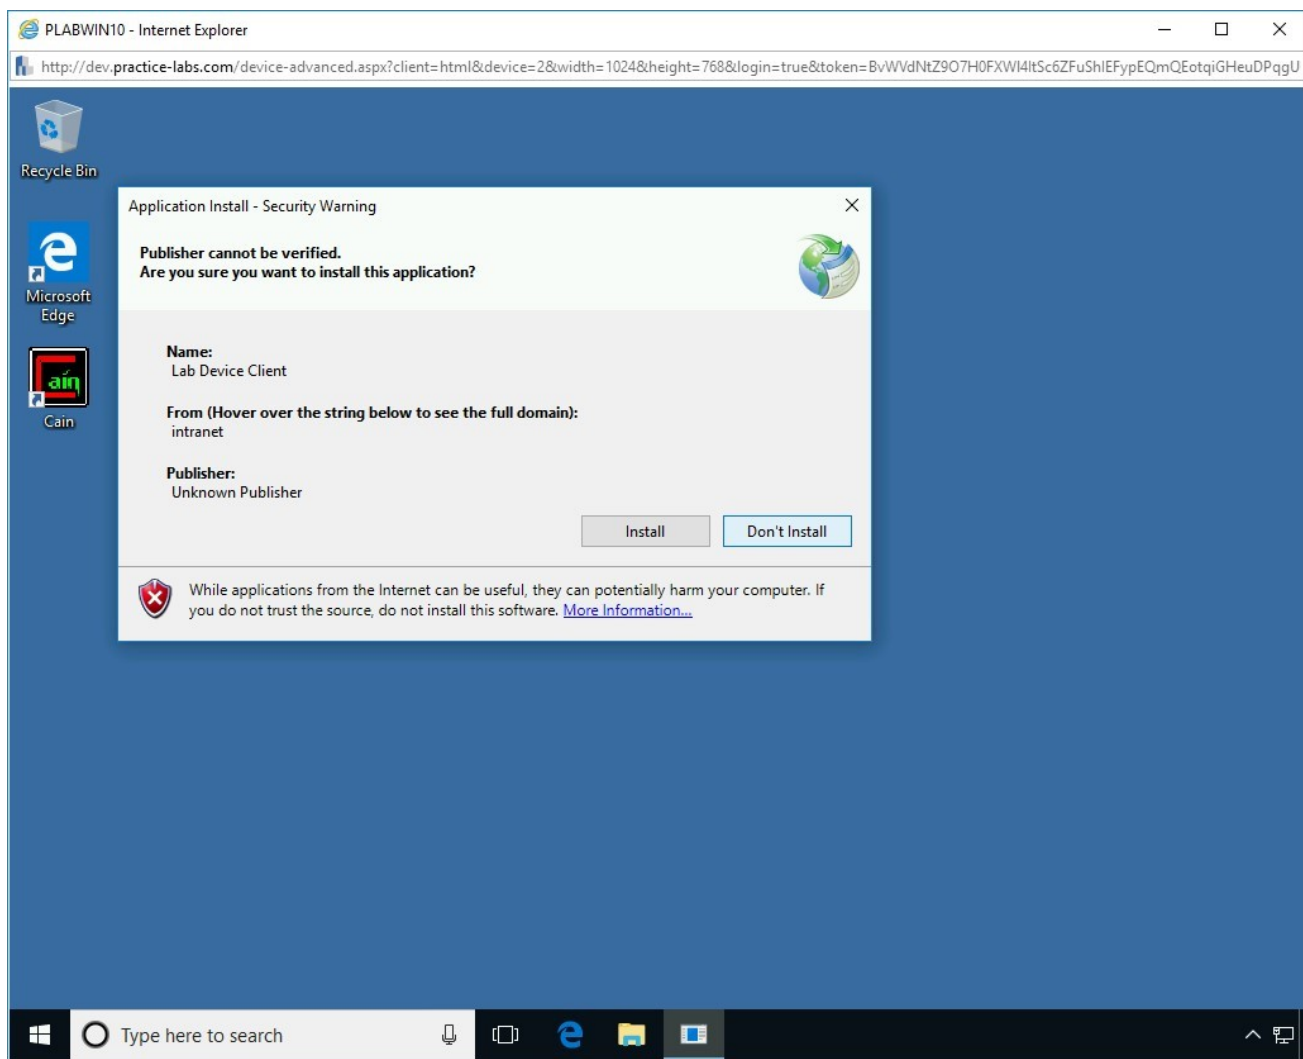 PLABWIN10 - Internet Explorer
http://dev.practice-labs.com/device-advanced.aspx?client=html&device=2&width=1024&height=768&login=true&token=BvWVdNtZ9O7H0FXWI4ItSc6ZFuShIEFypEQmQEotqiGHeuDPqgU
Recycle Bin
Microsoft
Edge
Cain
Cain
Application Install - Security Warning
Publisher cannot be verified.
Are you sure you want to install this application?
Name:
Lab Device Client
From (Hover over the string below to see the full domain):
intranet
Publisher:
Unknown Publisher
Install
Don't Install
While applications from the Internet can be useful, they can potentially harm your computer. If
you do not trust the source, do not install this software. More Information...
Type here to search